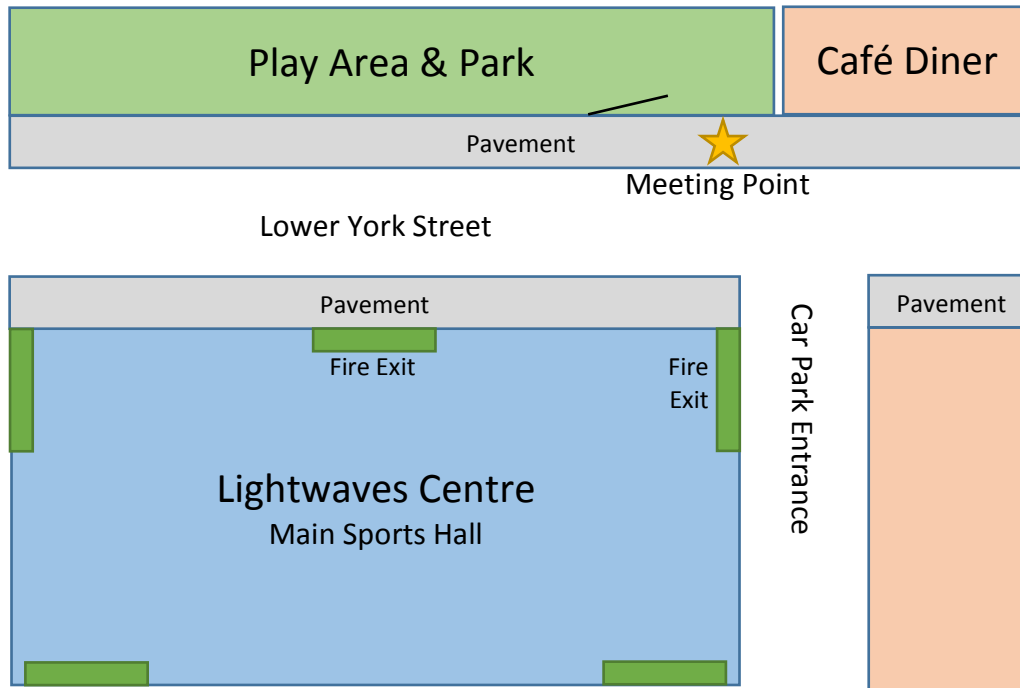 Play Area & Park
Café Diner
Pavement
Meeting Point
Lower York Street
Pavement
Pavement
Car Park Entrance
Fire Exit
Fire
Exit
Lightwaves Centre
Main Sports Hall